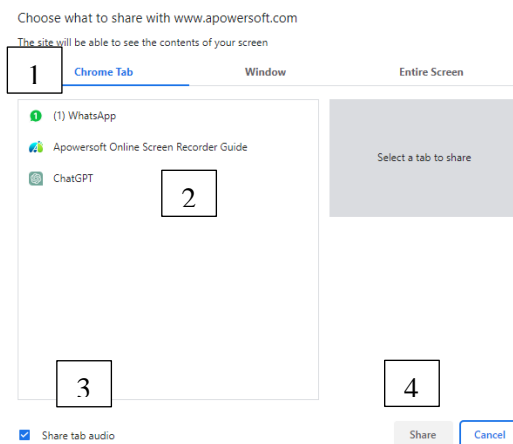 Choose what to share with www.apowersoft.com
The site will be able to see the contents of your screen
1
Chrome Tab Window Entire Screen
1 (1) WhatsApp
Apowersoft Online Screen Recorder Guide
Select a tab to share
ChatGPT
2
3
4
Share tab audio
Share Cancel